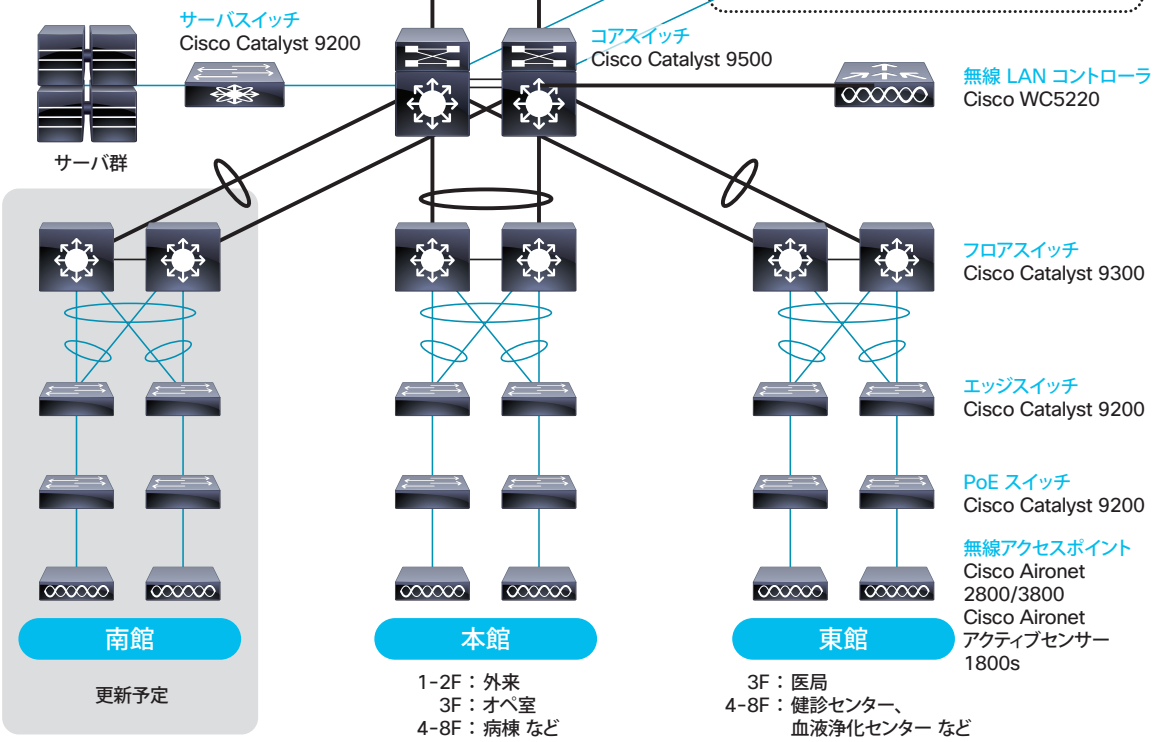 サーバスイッチ
Cisco Catalyst 9200
コアスイッチ
Cisco Catalyst 9500
無線 LAN コントローラ
Cisco WC5220
サーバ群
フロアスイッチ
Cisco Catalyst 9300
エッジスイッチ
Cisco Catalyst 9200
PoE スイッチ
Cisco Catalyst 9200
無線アクセスポイント
Cisco Aironet
2800/3800
Cisco Aironet
アクティブセンサー
1800s
南館
更新予定
本館
1-2F：外来
3F：オペ室
4-8F：病棟 など
東館
3F：医局
4-8F：健診センター、
血液浄化センター など